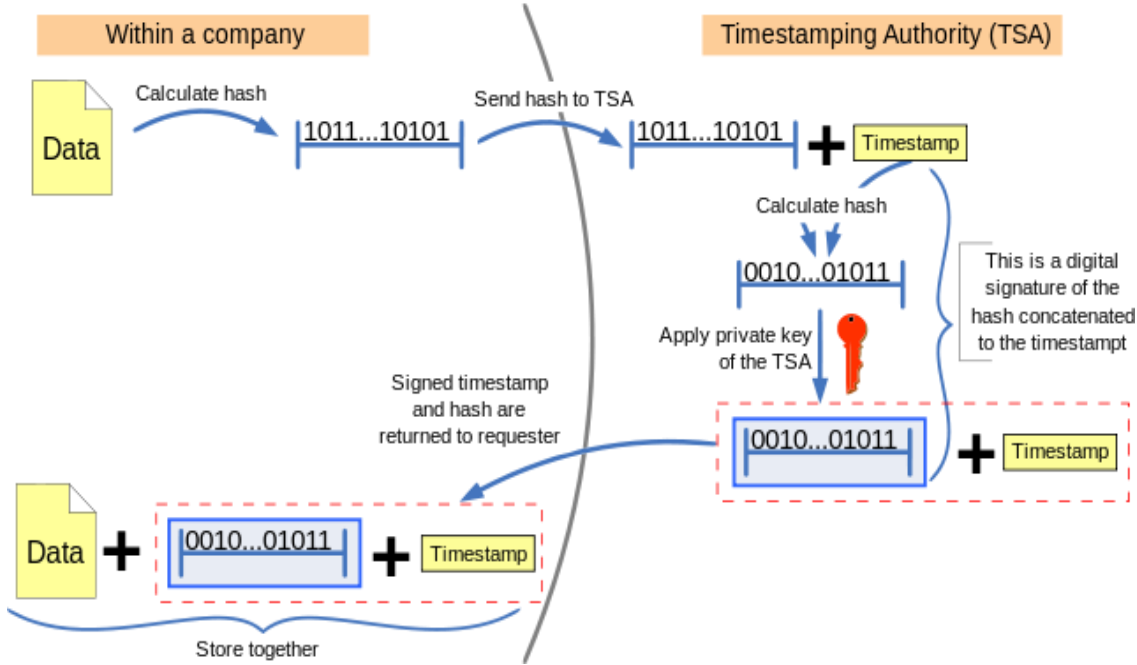 Within a company
Timestamping Authority (TSA)
Data
Calculate hash
1011...10101
Send hash to TSA
1011...10101
+
Timestamp
Calculate hash
0010...01011
This is a digital
signature of the
hash concatenated
to the timestampt
Apply private key
of the TSA
Signed timestamp
and hash are
returned to requester
0010...01011
+
Timestamp
Data
+
0010...01011
+
Timestamp
Store together